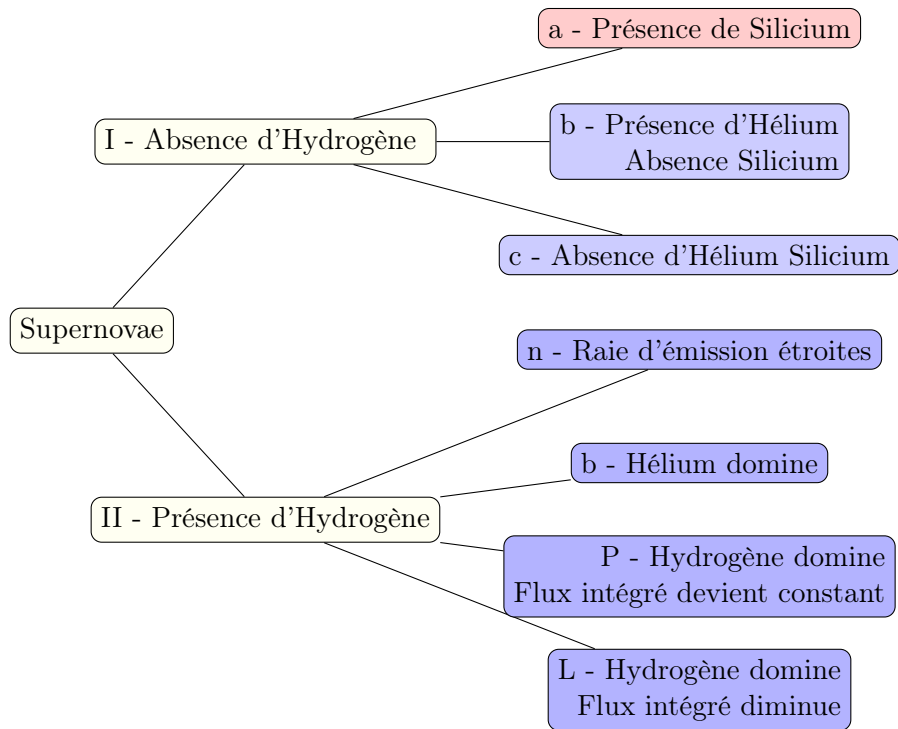 a - Présence de Silicium
I - Absence d'Hydrogène
b - Présence d'Hélium
Absence Silicium
c - Absence d'Hélium Silicium
Supernovae
n - Raie d'émission étroites
b - Hélium domine
II - Présence d'Hydrogène
P - Hydrogène domine
Flux intégré devient constant
L - Hydrogène domine
Flux intégré diminue